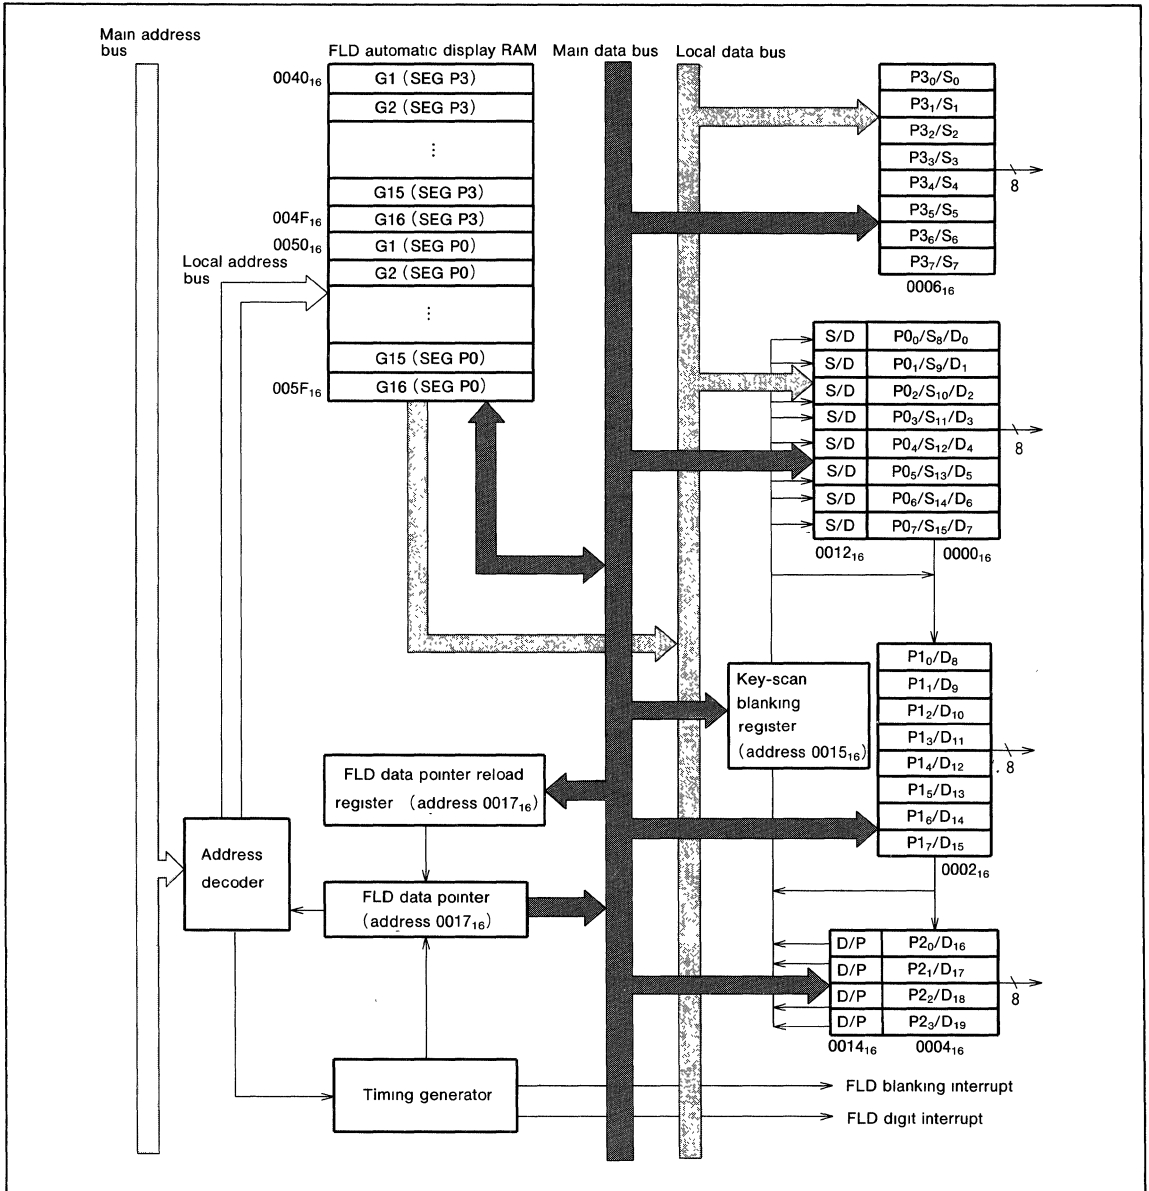 Main address
bus
FLD automatic display RAM
Main data bus
Local data bus
0040₁₆
G1 (SEG P3)
G2 (SEG P3)
⋮
G15 (SEG P3)
004F₁₆
G16 (SEG P3)
0050₁₆
G1 (SEG P0)
G2 (SEG P0)
⋮
G15 (SEG P0)
005F₁₆
G16 (SEG P0)
Local address
bus
P3₀/S₀
P3₁/S₁
P3₂/S₂
P3₃/S₃
P3₄/S₄
P3₅/S₅
P3₆/S₆
P3₇/S₇
8
0006₁₆
S/D P0₀/S₈/D₀
S/D P0₁/S₉/D₁
S/D P0₂/S₁₀/D₂
S/D P0₃/S₁₁/D₃
S/D P0₄/S₁₂/D₄
S/D P0₅/S₁₃/D₅
S/D P0₆/S₁₄/D₆
S/D P0₇/S₁₅/D₇
8
0012₁₆ 0000₁₆
Key-scan
blanking
register
(address 0015₁₆)
P1₀/D₈
P1₁/D₉
P1₂/D₁₀
P1₃/D₁₁
P1₄/D₁₂
P1₅/D₁₃
P1₆/D₁₄
P1₇/D₁₅
8
0002₁₆
FLD data pointer reload
register (address 0017₁₆)
Address
decoder
FLD data pointer
(address 0017₁₆)
D/P P2₀/D₁₆
D/P P2₁/D₁₇
D/P P2₂/D₁₈
D/P P2₃/D₁₉
8
0014₁₆ 0004₁₆
Timing generator
FLD blanking interrupt
FLD digit interrupt